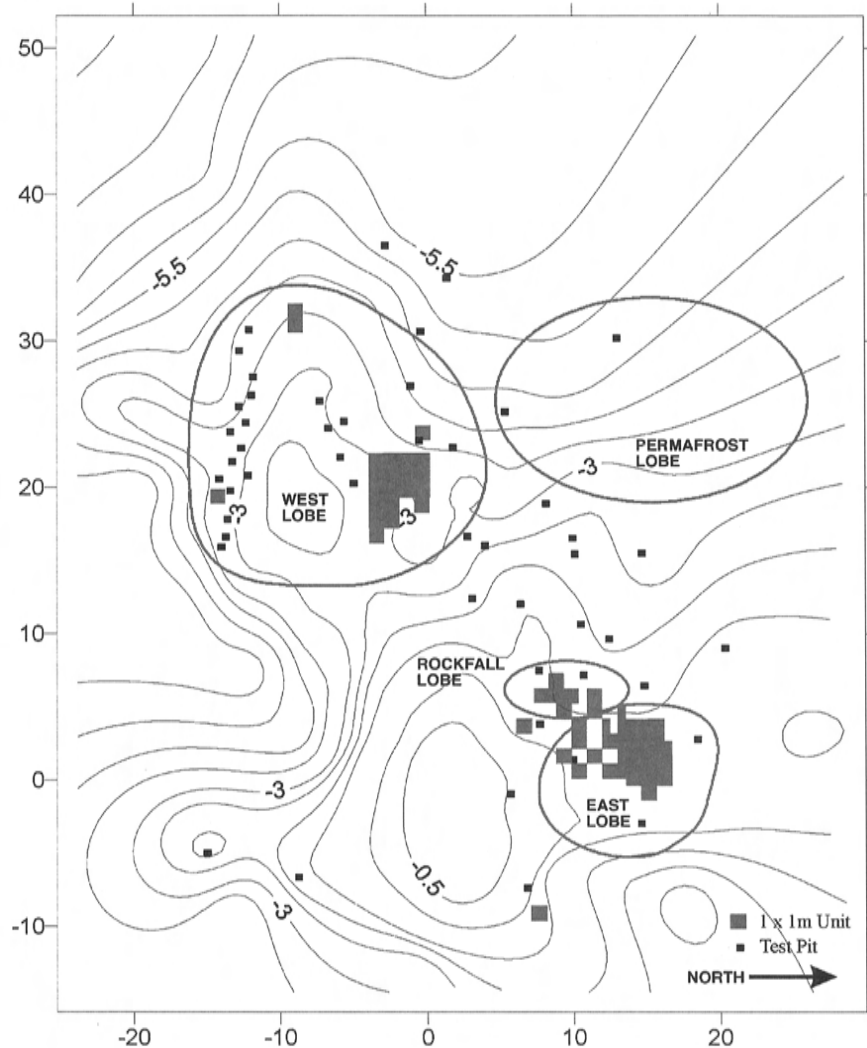 50
40
-5.5
-5.5
30
PERMAFROST
LOBE
-3
20
WEST
LOBE
-3
-3
10
ROCKFALL
LOBE
0
-3
EAST
LOBE
-0.5
-3
-10
1 x 1m Unit
Test Pit
NORTH
-20
-10
0
10
20